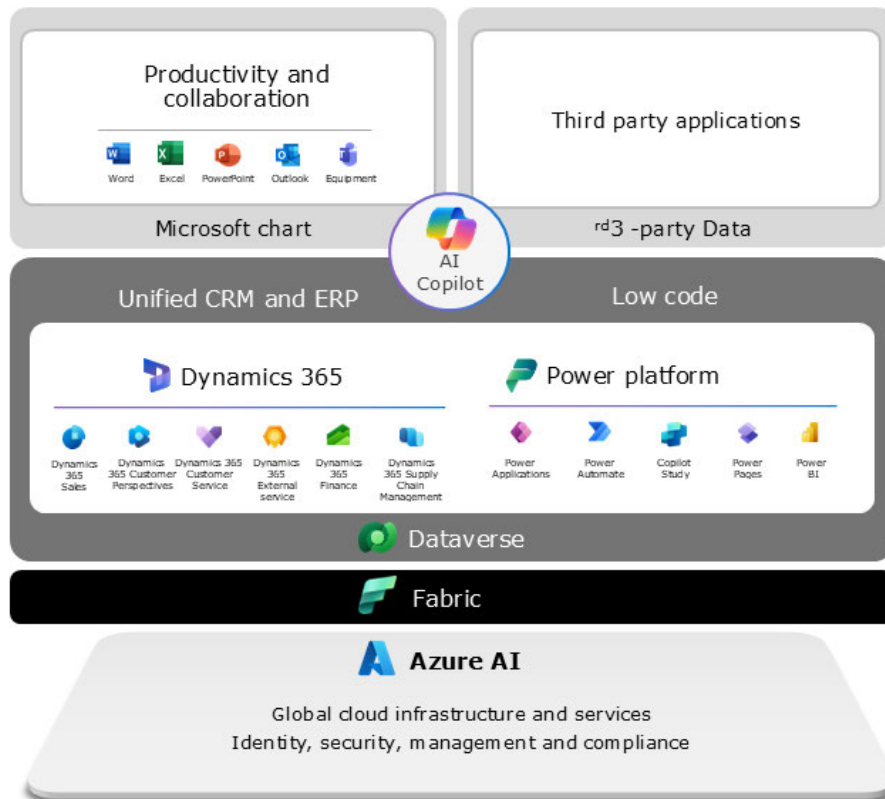 Productivity and
collaboration
Word
Excel
PowerPoint
Outlook
Equipment
Microsoft chart
Third party applications
rd3 -party Data
AI
Copilot
Unified CRM and ERP
Low code
Dynamics 365
Dynamics
365
Sales
Dynamics
365 Customer
Perspectives
Dynamics 365
Customer
Service
Dynamics
365
External
service
Dynamics
365
Finance
Dynamics
365 Supply
Chain
Management
Power platform
Power
Applications
Power
Automate
Copilot
Study
Power
Pages
Power
BI
Dataverse
Fabric
Azure AI
Global cloud infrastructure and services
Identity, security, management and compliance